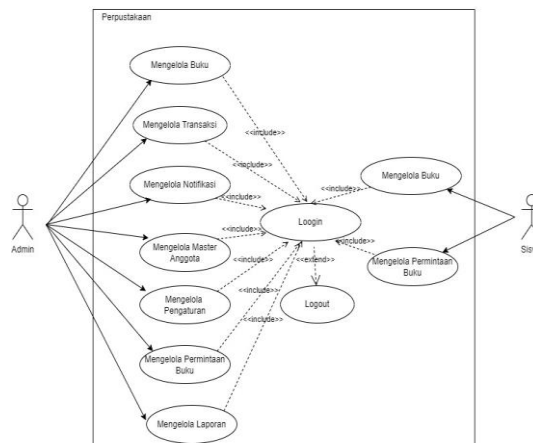 Perpustakaan
Mengelola Buku
Mengelola Transaksi
<<include>>
<<include>>
Mengelola Buku
Mengelola Notifikasi
<<include>>
<<include>>
Admin
Loogin
Mengelola Master
Anggota
<<include>>
<<include>>
Mengelola Permintaan
Buku
<<include>>
<<extend>>
Mengelola
Pengaturan
<<include>>
Logout
<<include>>
Mengelola Permintaan
Buku
Mengelola Laporan